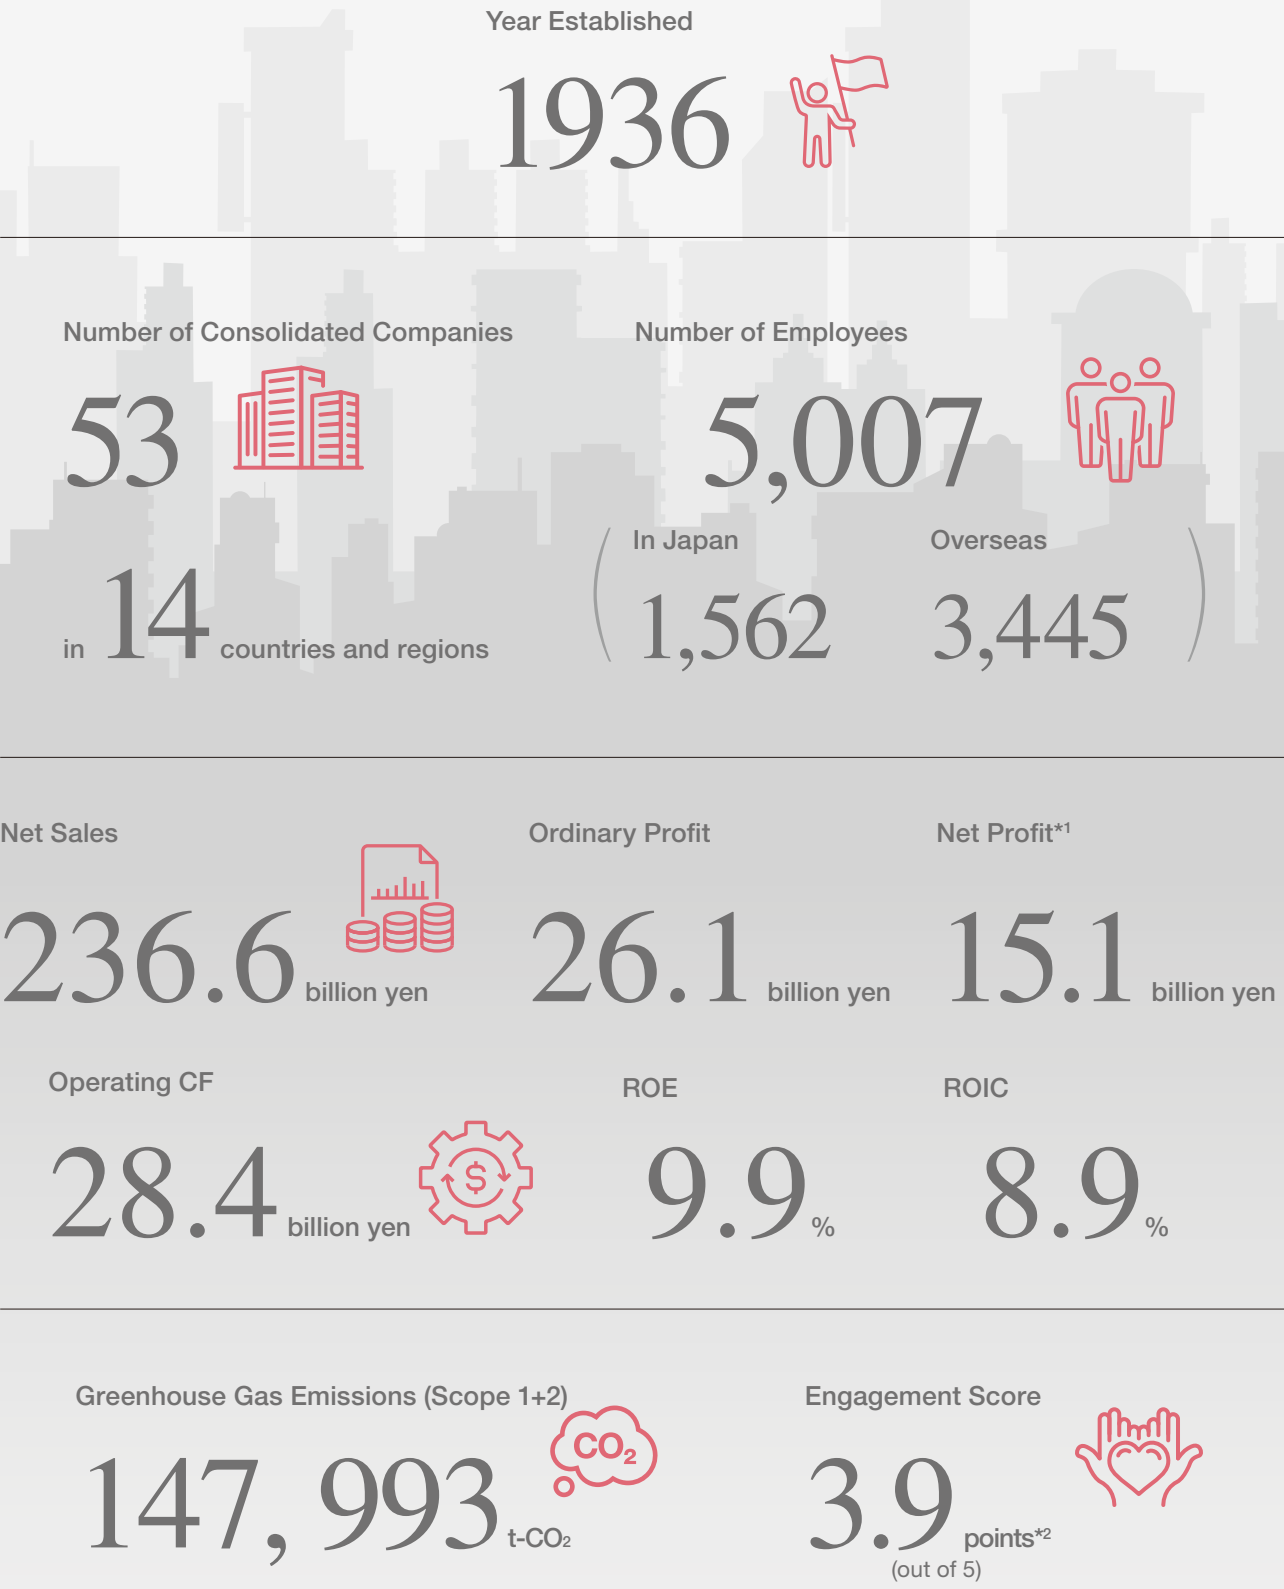 Year Established
1936
Number of Consolidated Companies
53
in 14 countries and regions
Number of Employees
5,007
In Japan
1,562
Overseas
3,445
Net Sales
236.6 billion yen
Ordinary Profit
26.1 billion yen
Net Profit*1
15.1 billion yen
Operating CF
28.4 billion yen
$
ROE
9.9%
ROIC
8.9%
Greenhouse Gas Emissions (Scope 1+2)
CO2
147, 993 t-CO2
Engagement Score
3.9 points*2
(out of 5)